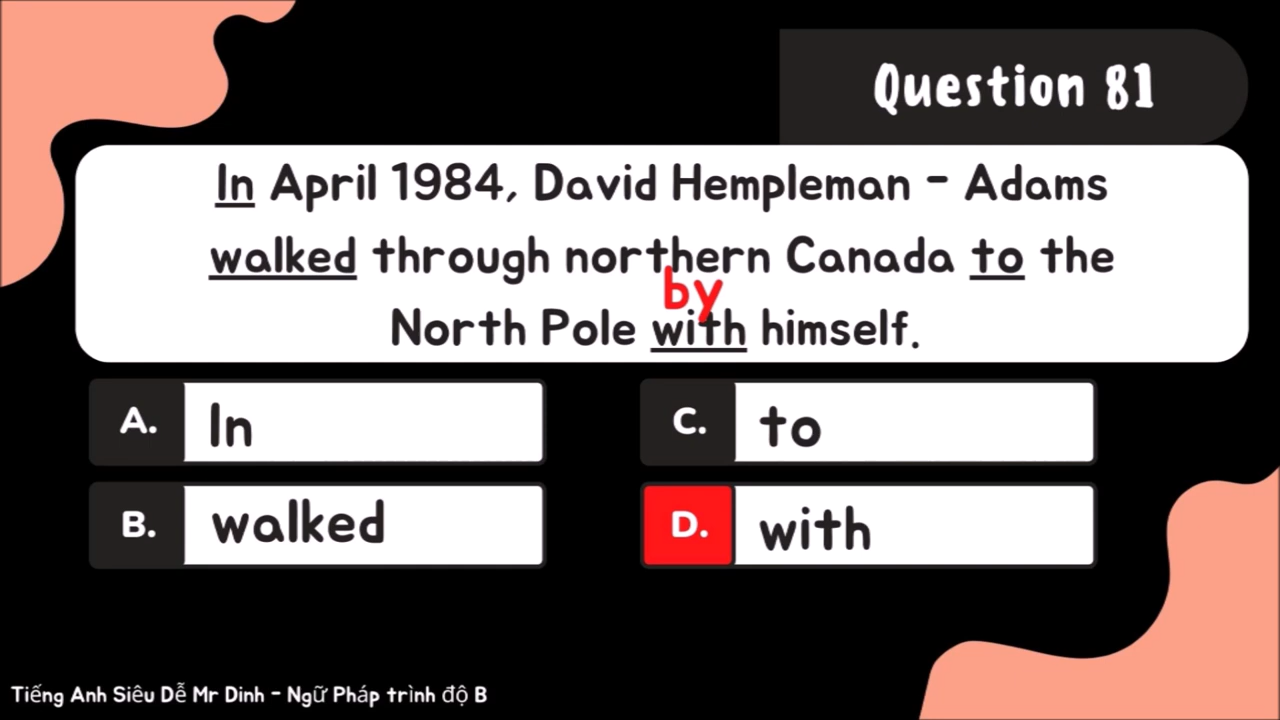 Question 81
In April 1984, David Hempleman - Adams
walked through northern Canada to the
by
North Pole with himself.
A. In
C. to
B. walked
D. with
Tiếng Anh Siêu Dễ Mr Dinh - Ngữ Pháp trình độ B